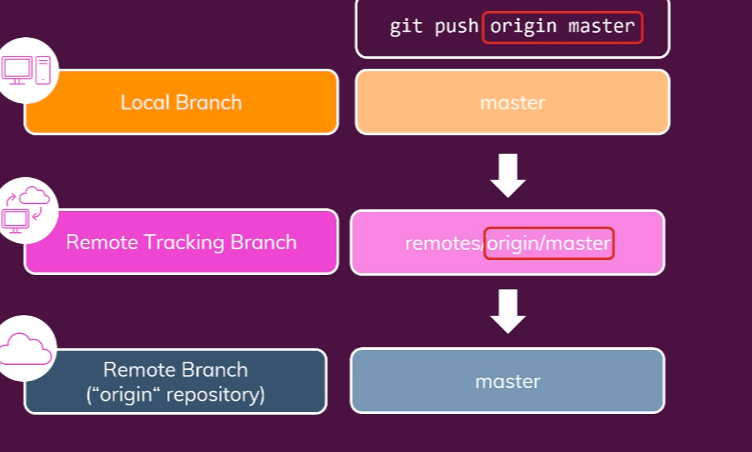 git push origin master
Local Branch
master
Remote Tracking Branch
remotes/origin/master
Remote Branch
(“origin“ repository)
master